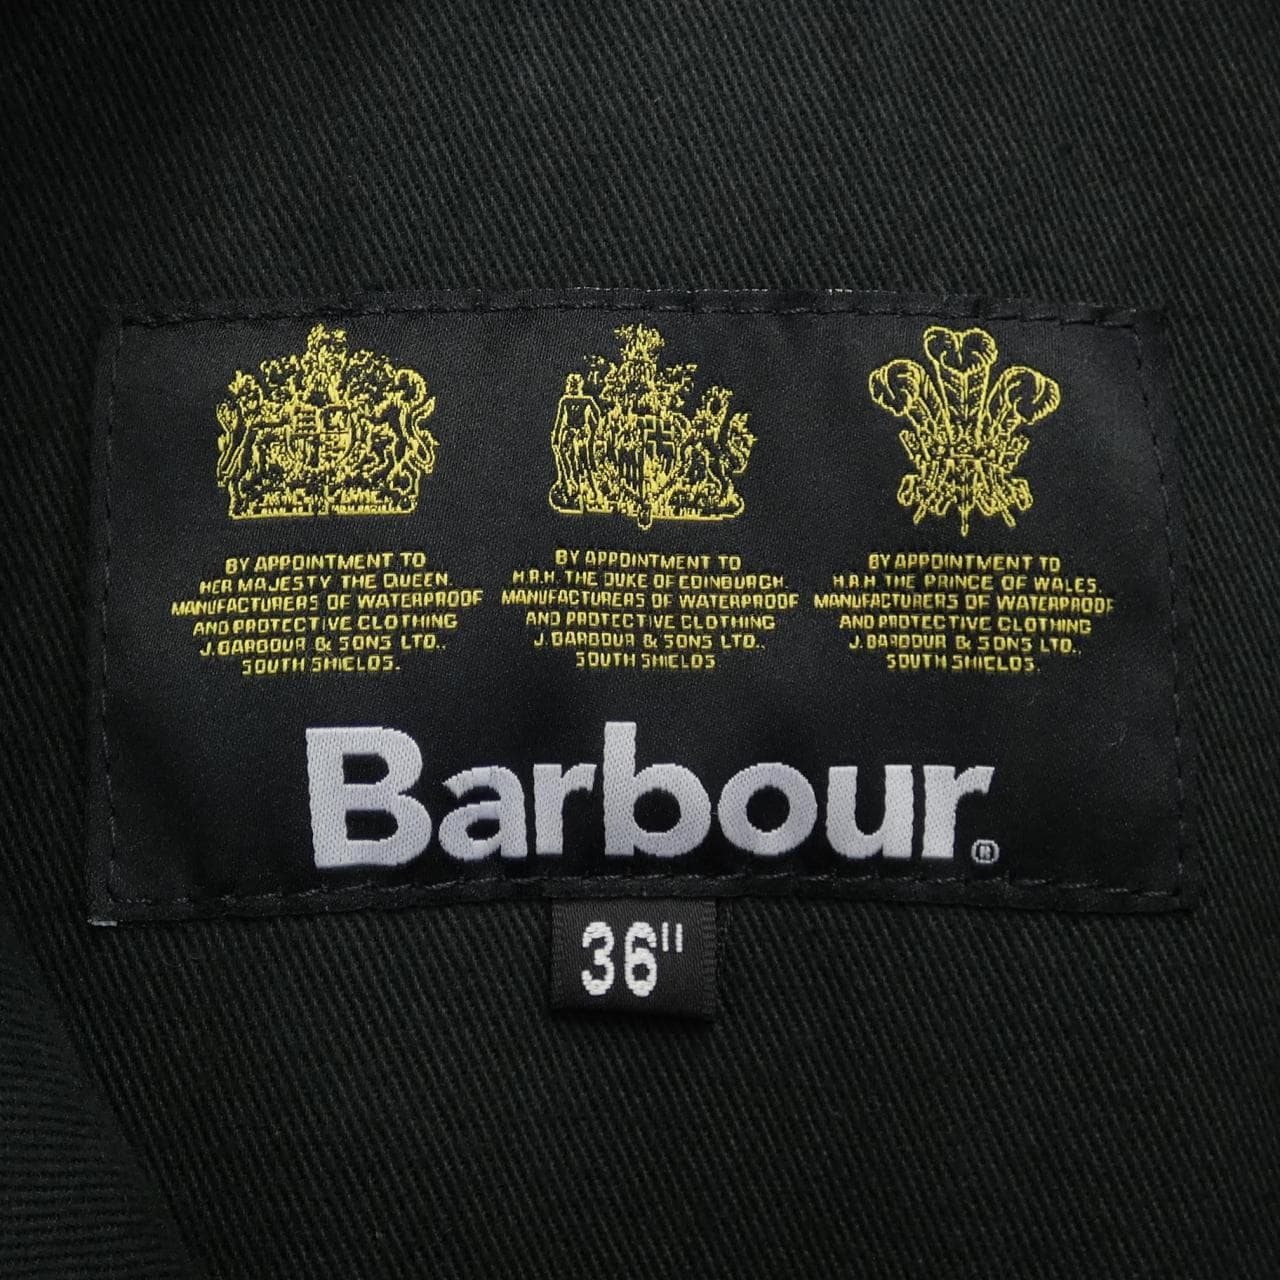 BY APPOINTMENT TO
HER MAJESTY THE QUEEN.
MANUFACTURERS OF WATERPROOF
AND PROTECTIVE CLOTHING
J. BARBOUR & SONS LTD.,
SOUTH SHIELDS.
BY APPOINTMENT TO
H.R.H. THE DUKE OF EDINBURGH.
MANUFACTURERS OF WATERPROOF
AND PROTECTIVE CLOTHING
J. BARBOUR & SONS LTD.,
SOUTH SHIELDS
BY APPOINTMENT TO
H.R.H. THE PRINCE OF WALES.
MANUFACTURERS OF WATERPROOF
AND PROTECTIVE CLOTHING
J. BARBOUR & SONS LTD.,
SOUTH SHIELDS.
Barbour®
36"